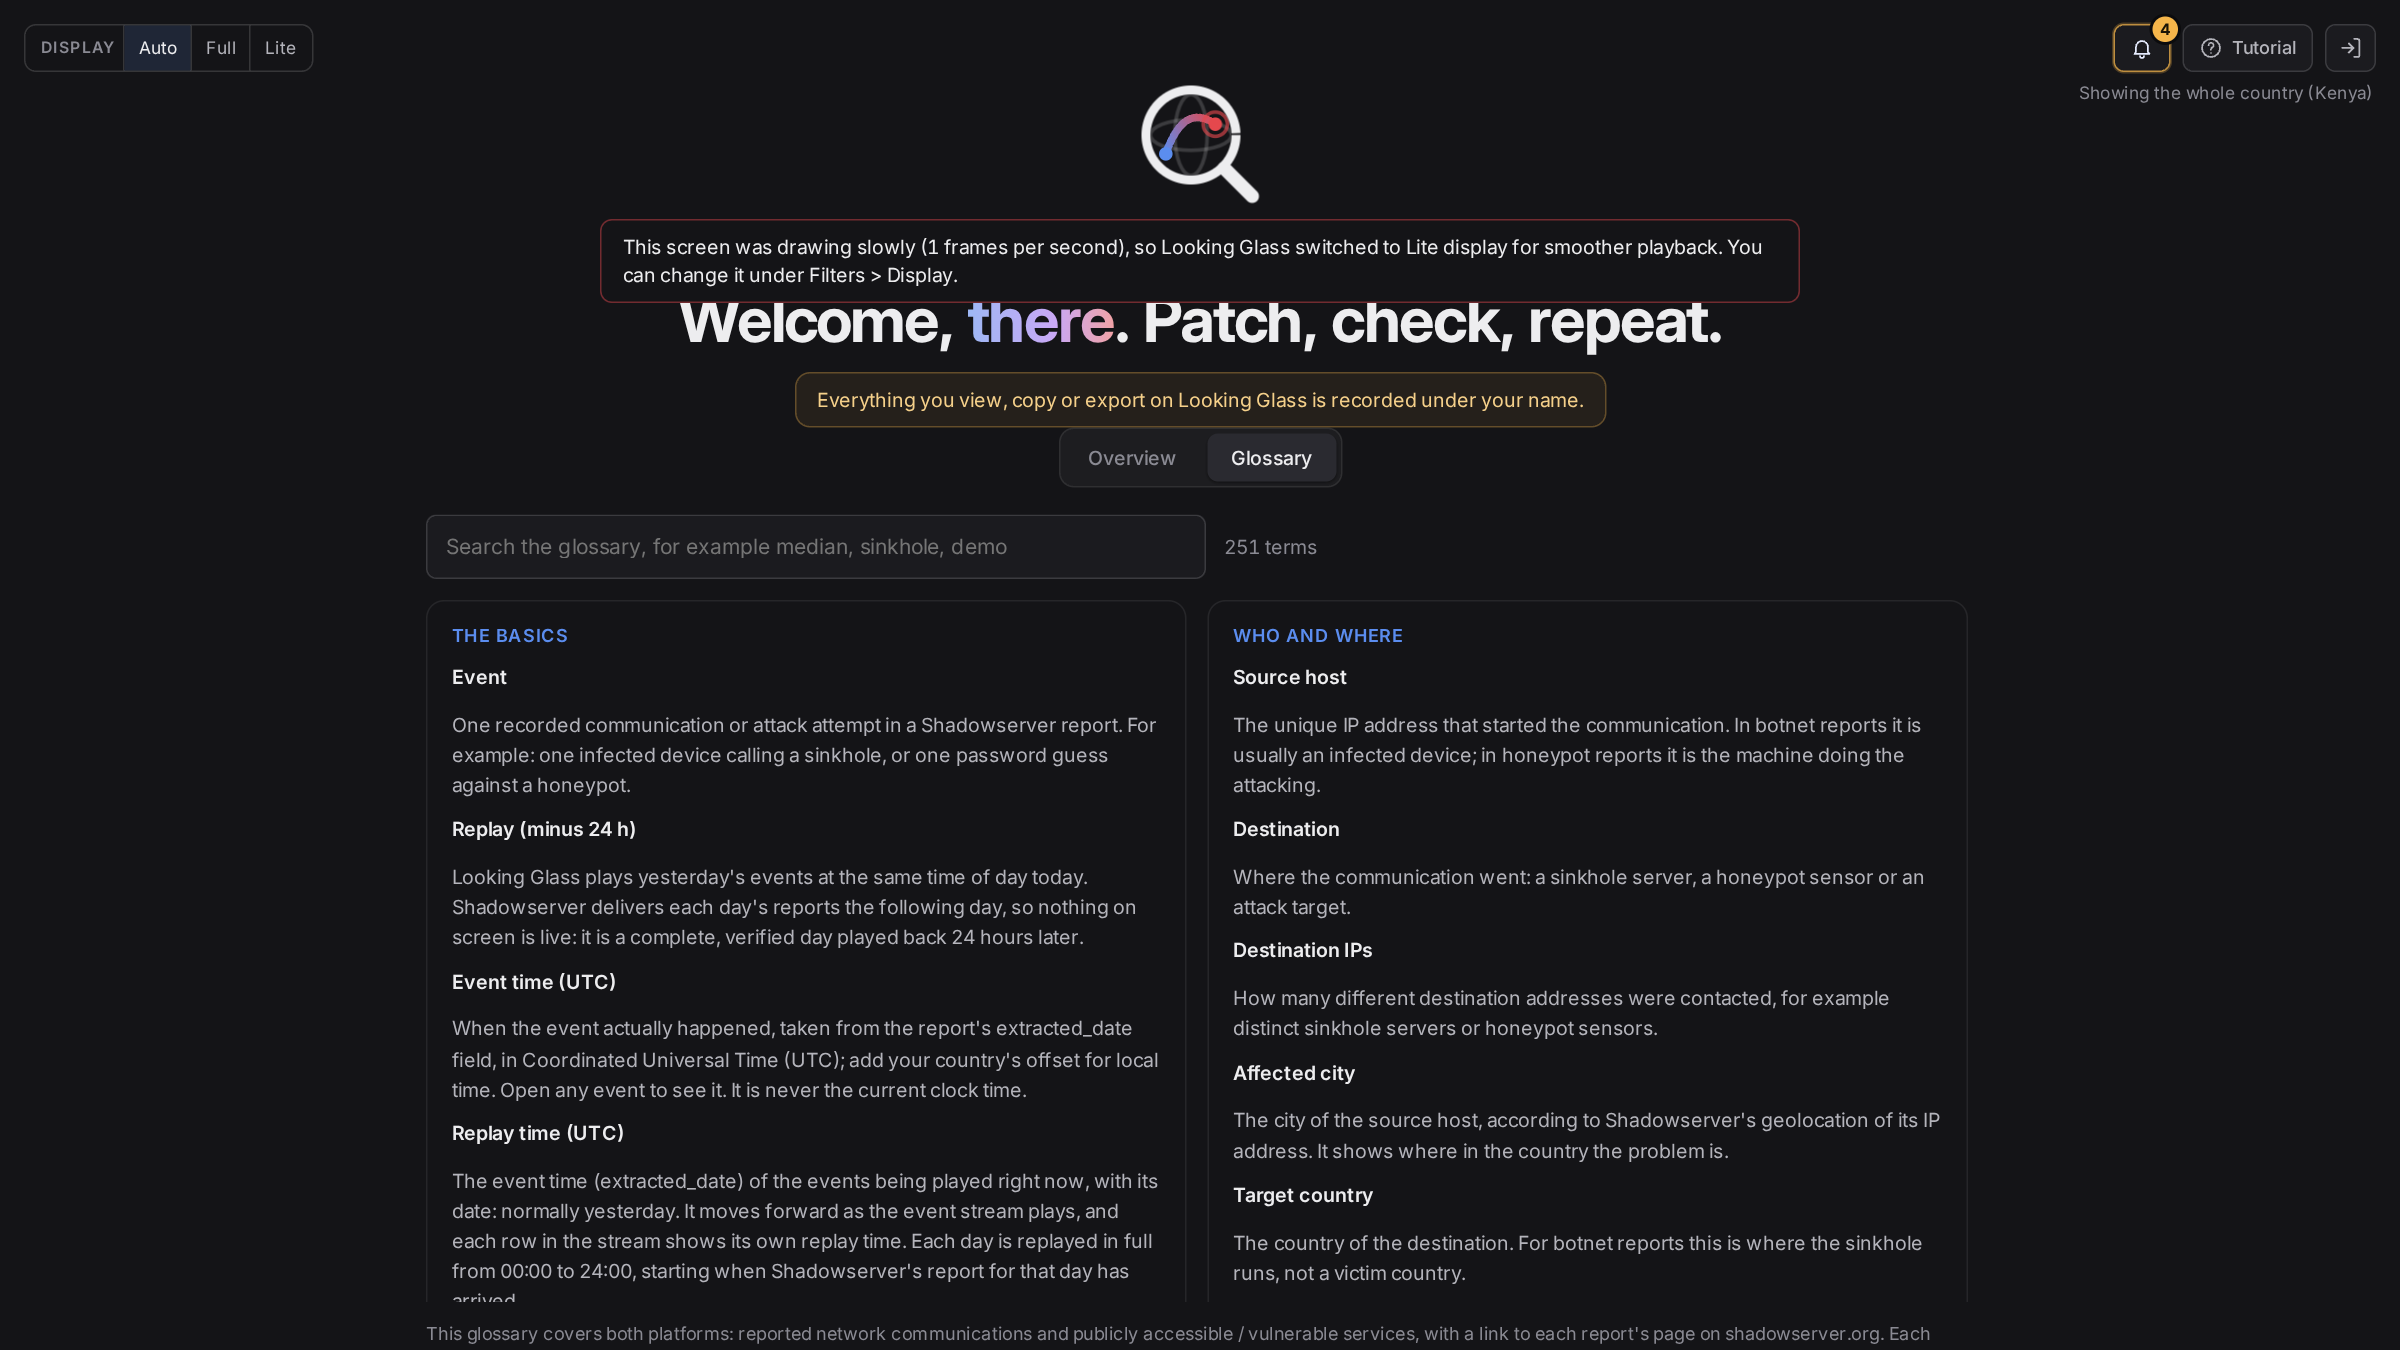 DISPLAY Auto Full Lite
4
Tutorial
Showing the whole country (Kenya)
This screen was drawing slowly (1 frames per second), so Looking Glass switched to Lite display for smoother playback. You
can change it under Filters > Display.
Welcome, there. Patch, check, repeat.
Everything you view, copy or export on Looking Glass is recorded under your name.
Overview Glossary
Search the glossary, for example median, sinkhole, demo
251 terms
THE BASICS
Event
One recorded communication or attack attempt in a Shadowserver report. For
example: one infected device calling a sinkhole, or one password guess
against a honeypot.
Replay (minus 24 h)
Looking Glass plays yesterday's events at the same time of day today.
Shadowserver delivers each day's reports the following day, so nothing on
screen is live: it is a complete, verified day played back 24 hours later.
Event time (UTC)
When the event actually happened, taken from the report's extracted_date
field, in Coordinated Universal Time (UTC); add your country's offset for local
time. Open any event to see it. It is never the current clock time.
Replay time (UTC)
The event time (extracted_date) of the events being played right now, with its
date: normally yesterday. It moves forward as the event stream plays, and
each row in the stream shows its own replay time. Each day is replayed in full
from 00:00 to 24:00, starting when Shadowserver's report for that day has
arrived.
WHO AND WHERE
Source host
The unique IP address that started the communication. In botnet reports it is
usually an infected device; in honeypot reports it is the machine doing the
attacking.
Destination
Where the communication went: a sinkhole server, a honeypot sensor or an
attack target.
Destination IPs
How many different destination addresses were contacted, for example
distinct sinkhole servers or honeypot sensors.
Affected city
The city of the source host, according to Shadowserver's geolocation of its IP
address. It shows where in the country the problem is.
Target country
The country of the destination. For botnet reports this is where the sinkhole
runs, not a victim country.
This glossary covers both platforms: reported network communications and publicly accessible / vulnerable services, with a link to each report's page on shadowserver.org. Each